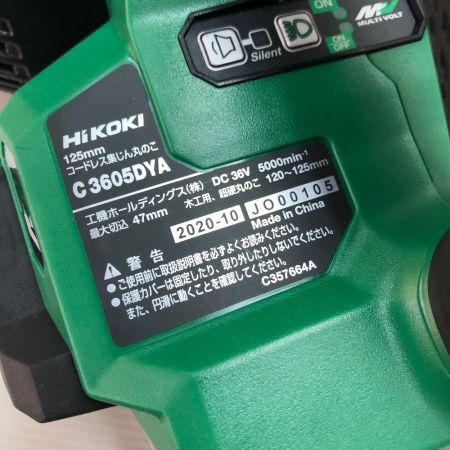 ON
MULTI VOLT
Silent
ON
OFF
HiKOKI
125mm
コードレス集じん丸のこ
C 3605DYA
工機ホールディングス(株) DC 36V 5000min⁻¹
最大切込 47mm 木工用、超硬丸のこ 120~125mm
2020-10 JO00105
Made in China
警告
●ご使用前に取扱説明書を必ずよくお読みください。
●保護カバーは固定したり、取り外したりしないでください。
また、円滑に動くことを確認してください。
C357664A